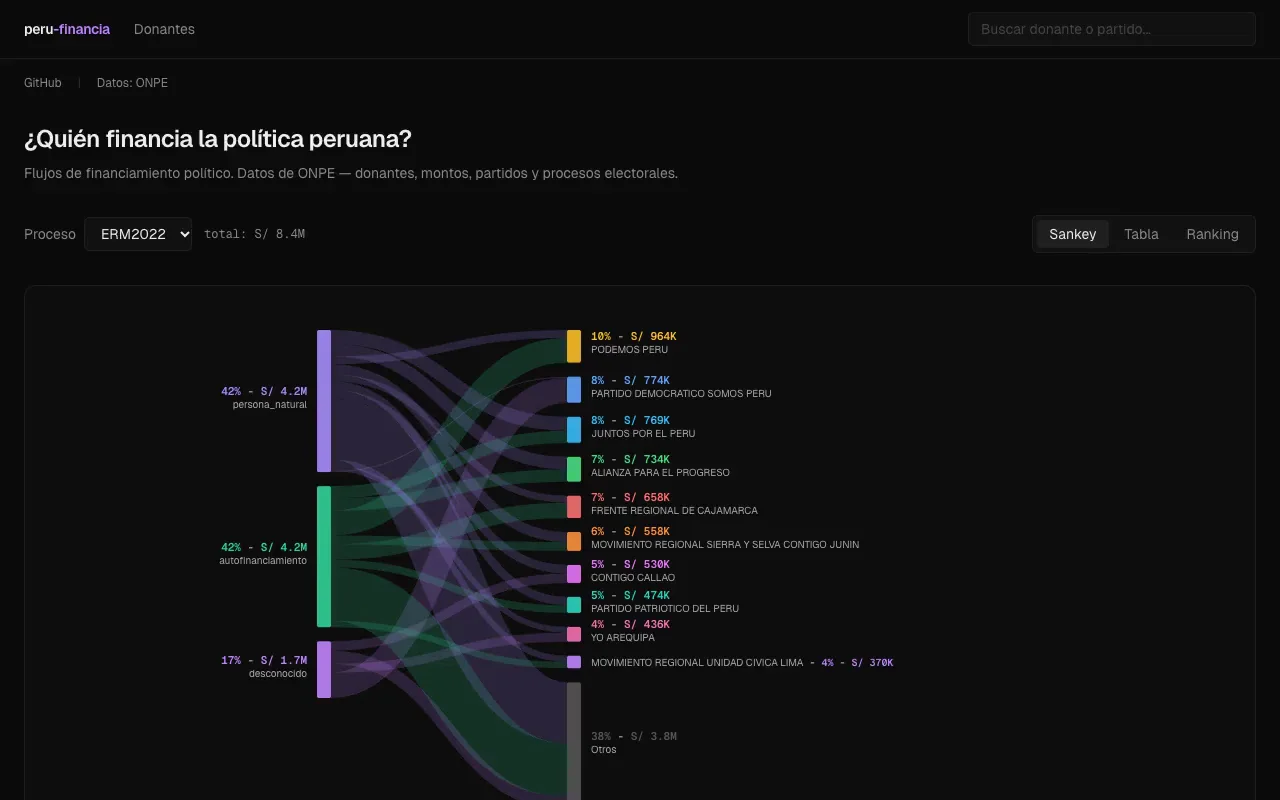 peru-financia Donantes Buscar donante o partido...
GitHub | Datos: ONPE
¿Quién financia la política peruana?
Flujos de financiamiento político. Datos de ONPE — donantes, montos, partidos y procesos electorales.
Proceso ERM2022 total: S/ 8.4M Sankey Tabla Ranking
42% - S/ 4.2M
persona_natural
42% - S/ 4.2M
autofinanciamiento
17% - S/ 1.7M
desconocido
10% - S/ 964K
PODEMOS PERU
8% - S/ 774K
PARTIDO DEMOCRATICO SOMOS PERU
8% - S/ 769K
JUNTOS POR EL PERU
7% - S/ 734K
ALIANZA PARA EL PROGRESO
7% - S/ 658K
FRENTE REGIONAL DE CAJAMARCA
6% - S/ 558K
MOVIMIENTO REGIONAL SIERRA Y SELVA CONTIGO JUNIN
5% - S/ 530K
CONTIGO CALLAO
5% - S/ 474K
PARTIDO PATRIOTICO DEL PERU
4% - S/ 436K
YO AREQUIPA
MOVIMIENTO REGIONAL UNIDAD CIVICA LIMA - 4% - S/ 370K
38% - S/ 3.8M
Otros